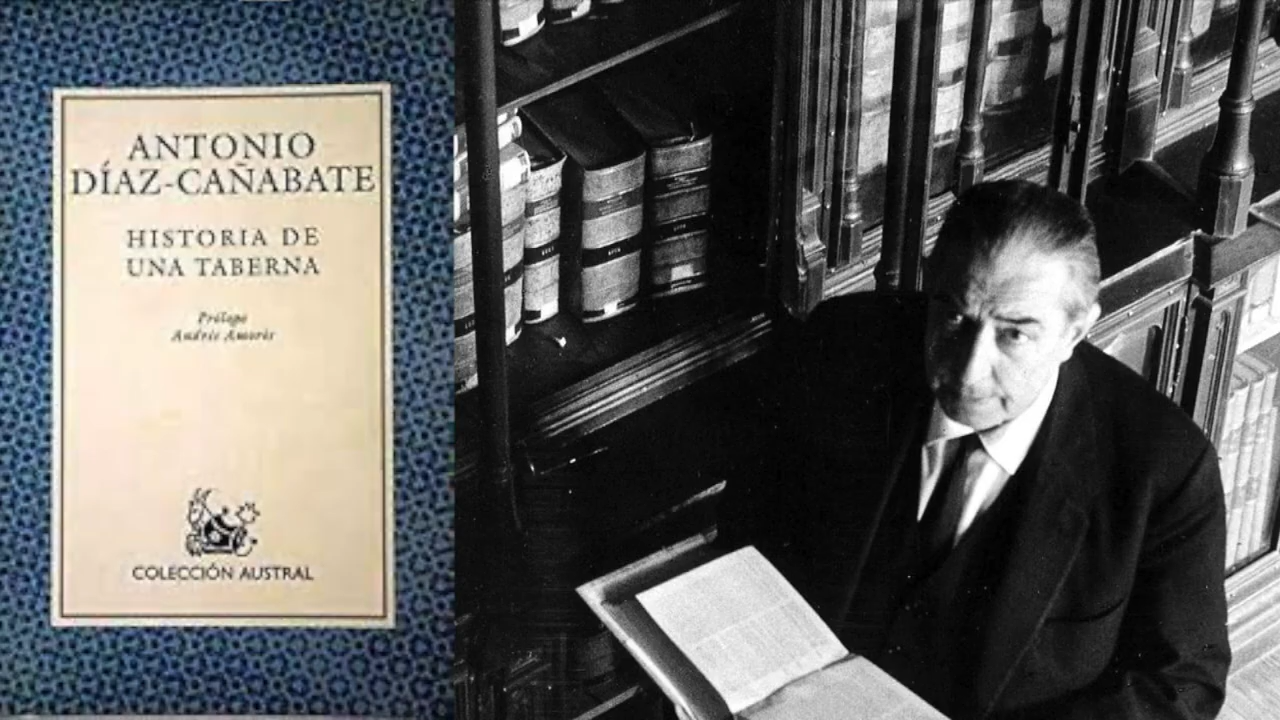 ANTONIO
DÍAZ-CAÑABATE
HISTORIA DE
UNA TABERNA
Prólogo
Andrés Amorós
COLECCIÓN AUSTRAL